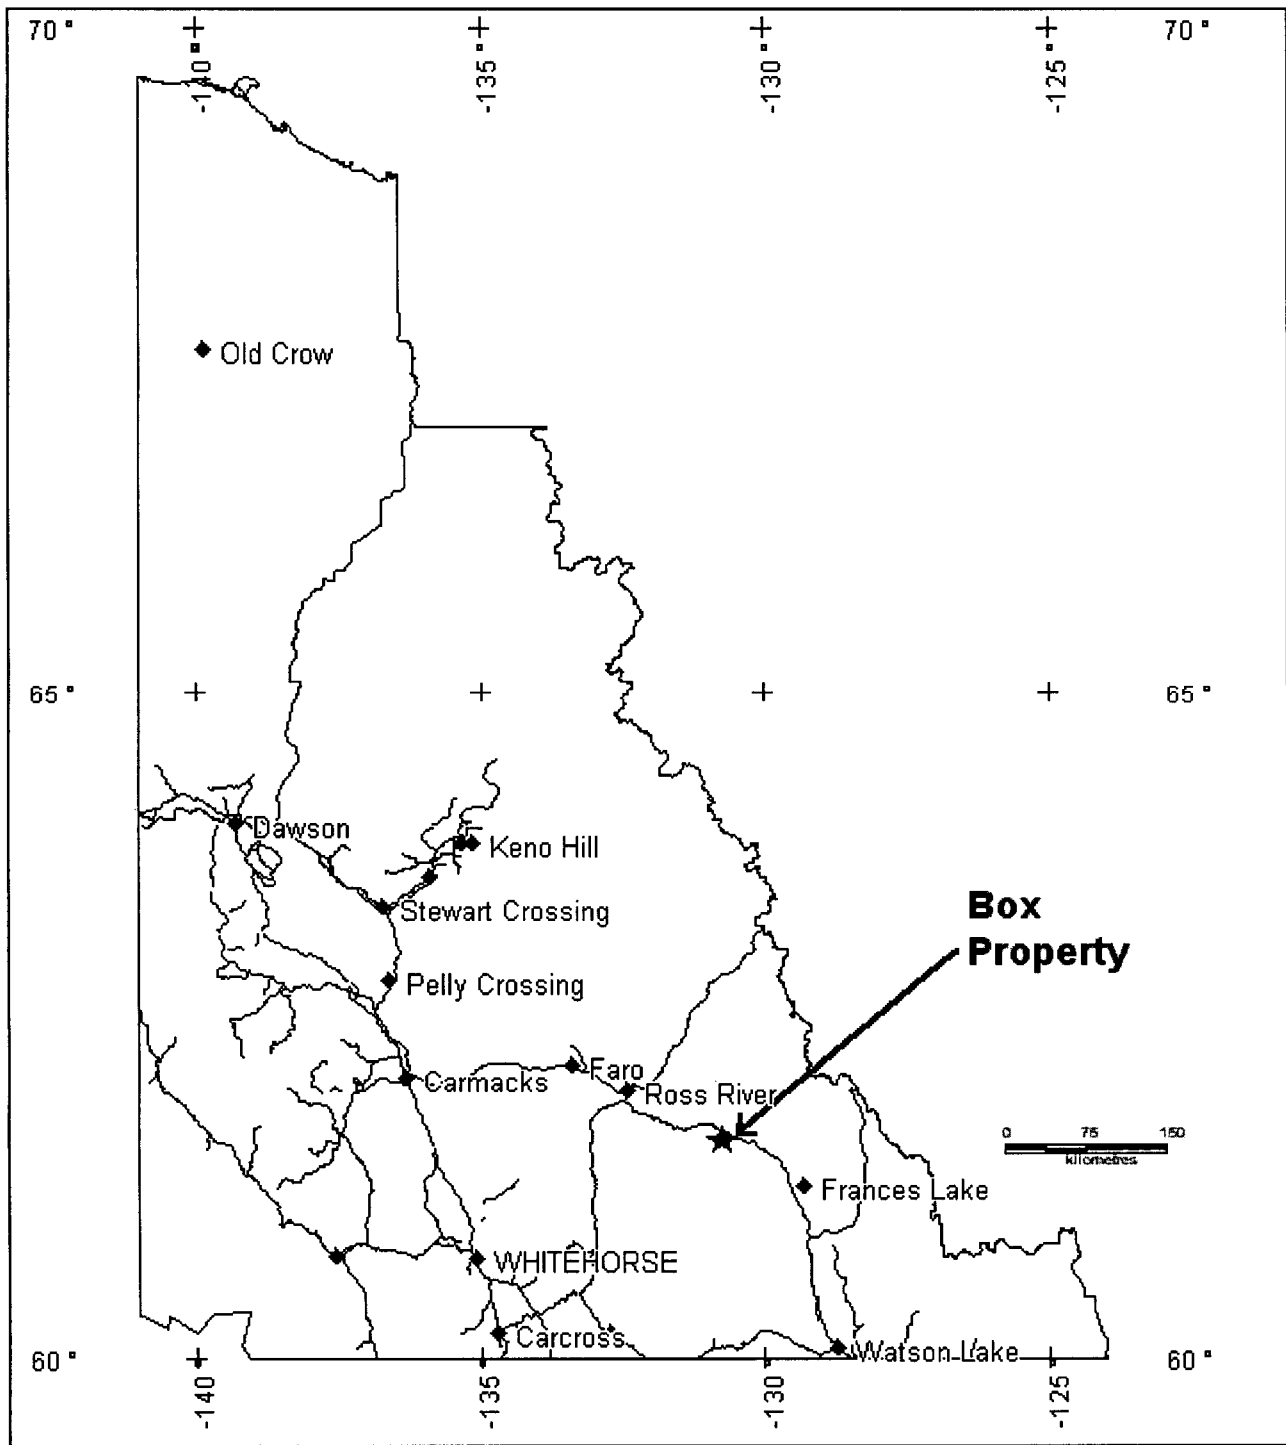 70°
70°
-140°
-135°
-130°
-125°
Old Crow
65°
65°
Dawson
Keno Hill
Stewart Crossing
Box
Property
Pelly Crossing
Faro
Carmacks
Ross River
0 75 150
kilometres
Frances Lake
WHITEHORSE
Carcross
Watson Lake
60°
60°
-140°
-135°
-130°
-125°